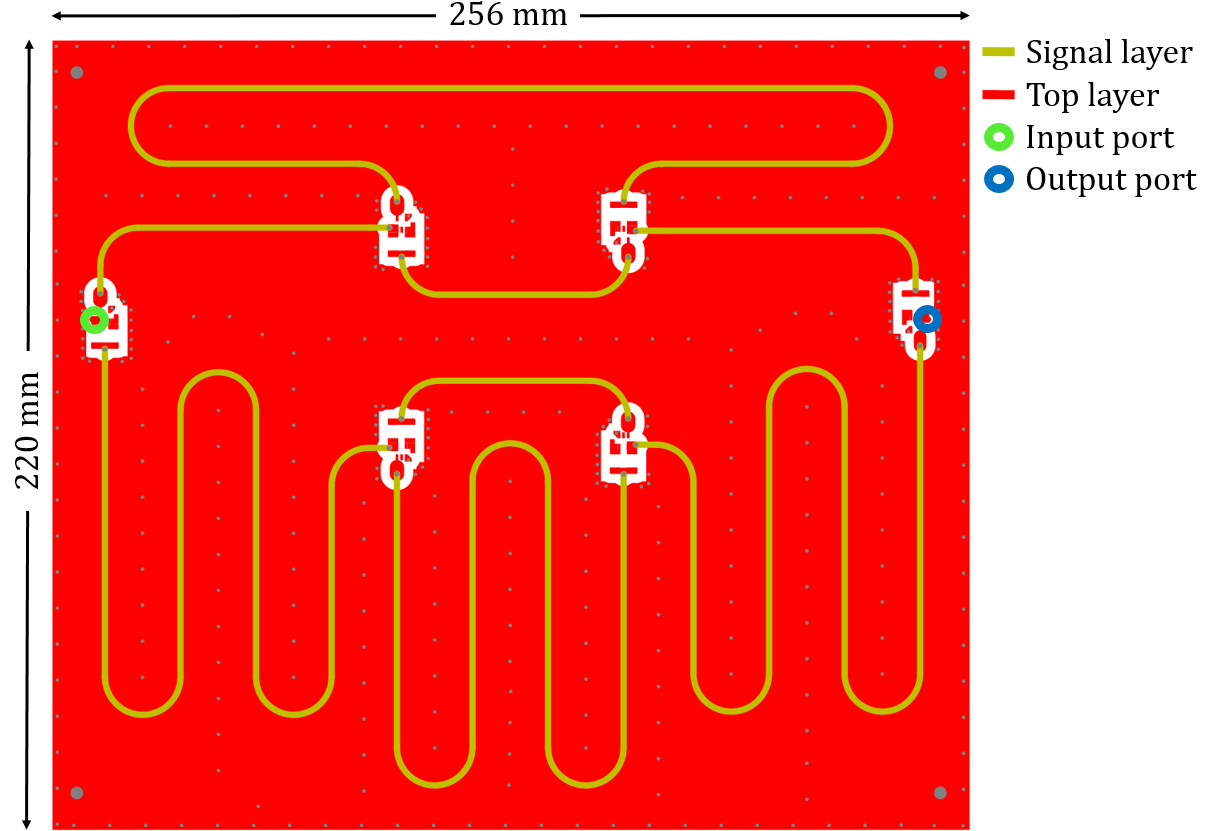 256 mm
Signal layer
Top layer
Input port
Output port
220 mm